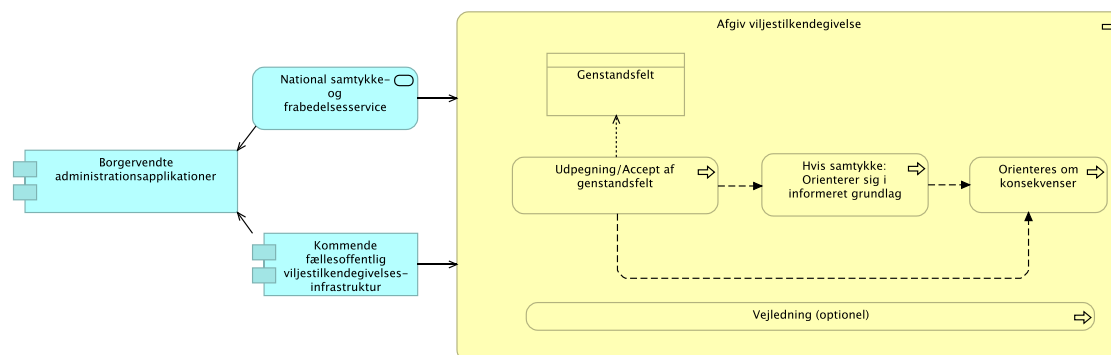 Afgiv viljestilkendegivelse
Genstandsfelt
National samtykke-
og
frabedelsesservice
Borgervendte
administrationsapplikationer
Udpegning/Accept af
genstandsfelt
Hvis samtykke:
Orienterer sig i
informeret grundlag
Orienteres om
konsekvenser
Kommende
fællesoffentlig
viljestilkendegivelses-
infrastruktur
Vejledning (optionel)